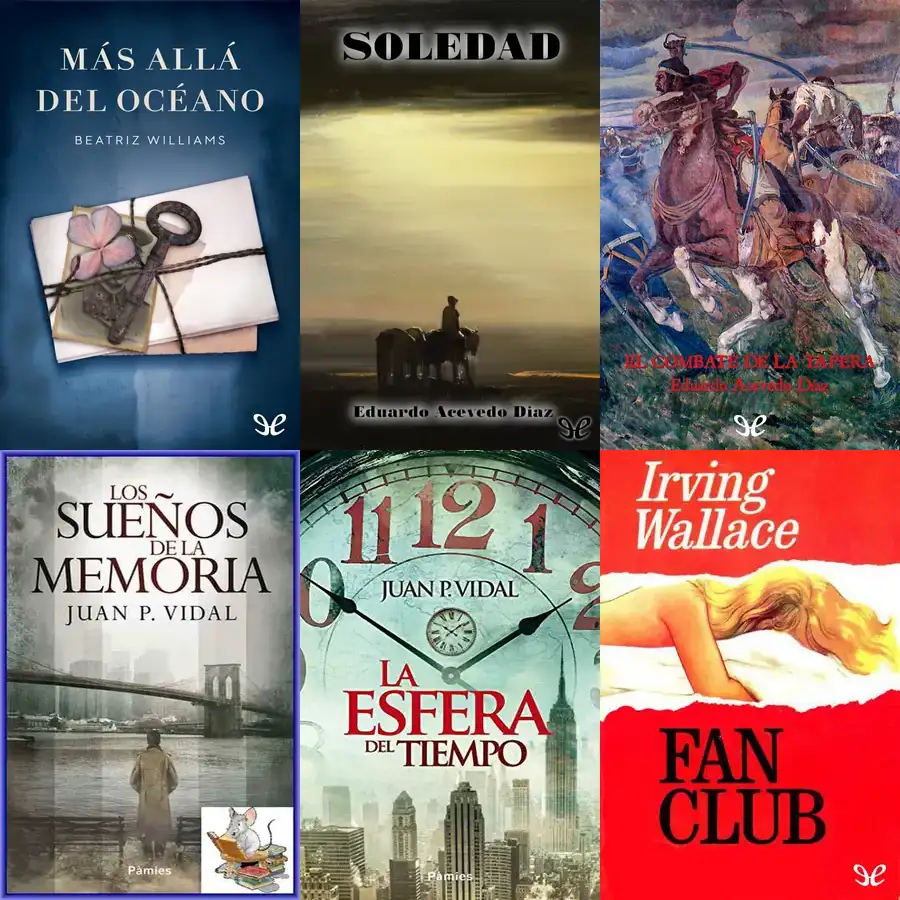 MÁS ALLÁ
DEL OCÉANO
BEATRIZ WILLIAMS
SOLEDAD
Eduardo Acevedo Díaz
EL COMBATE DE LA TAPERA
Eduardo Acevedo Díaz
LOS
SUEÑOS
DE LA
MEMORIA
JUAN P. VIDAL
Pàmies
11 12 1
10 2
JUAN P. VIDAL
LA
ESFERA
DEL TIEMPO
Pàmies
Irving
Wallace
FAN
CLUB